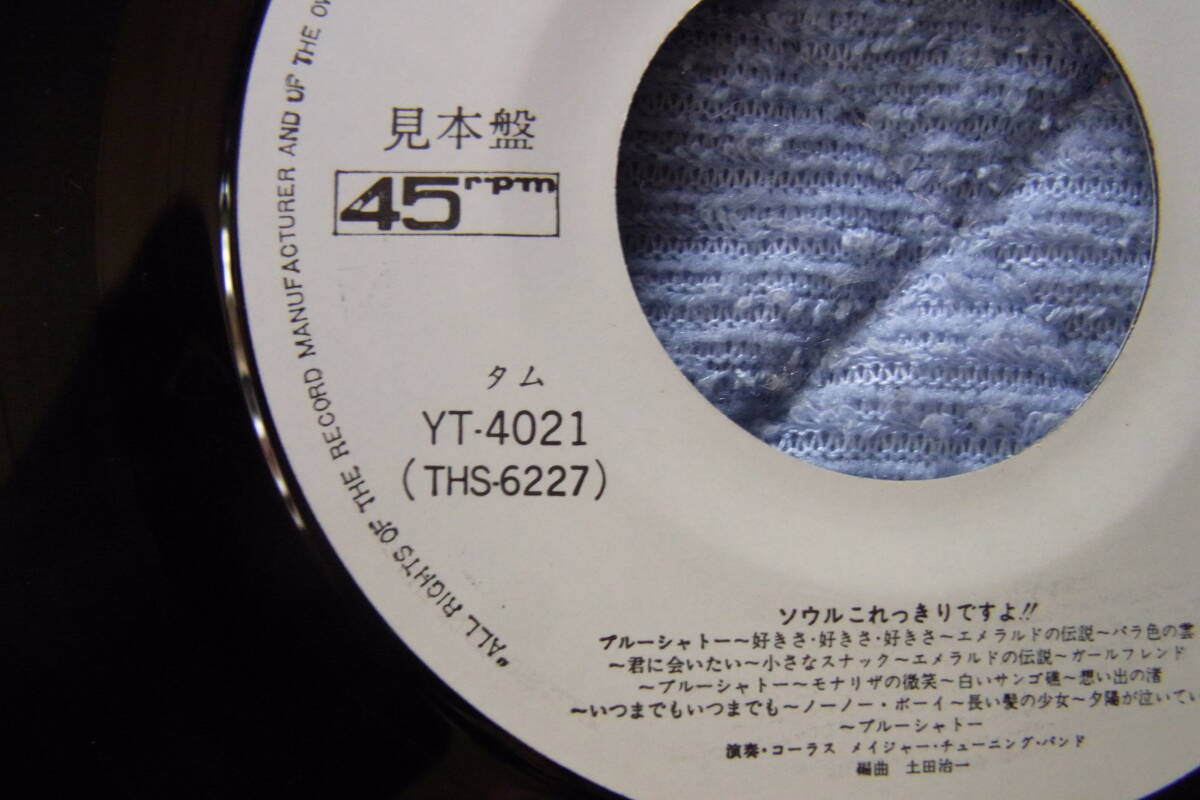 見本盤
45rpm
タム
YT-4021
(THS-6227)
ソウルこれっきりですよ!!
ブルーシャトー～好きさ・好きさ・好きさ～エメラルドの伝説～バラ色の雲
～君に会いたい～小さなスナック～エメラルドの伝説～ガールフレンド
～ブルーシャトー～モナリザの微笑～白いサンゴ礁～想い出の渚
～いつまでもいつまでも～ノーノー・ボーイ～長い髪の少女～夕陽が泣いてい
～ブルーシャトー
演奏・コーラス メイジャー・チューニング・バンド
編曲 土田治一
"ALL RIGHTS OF THE RECORD MANUFACTURER AND UF THE OW